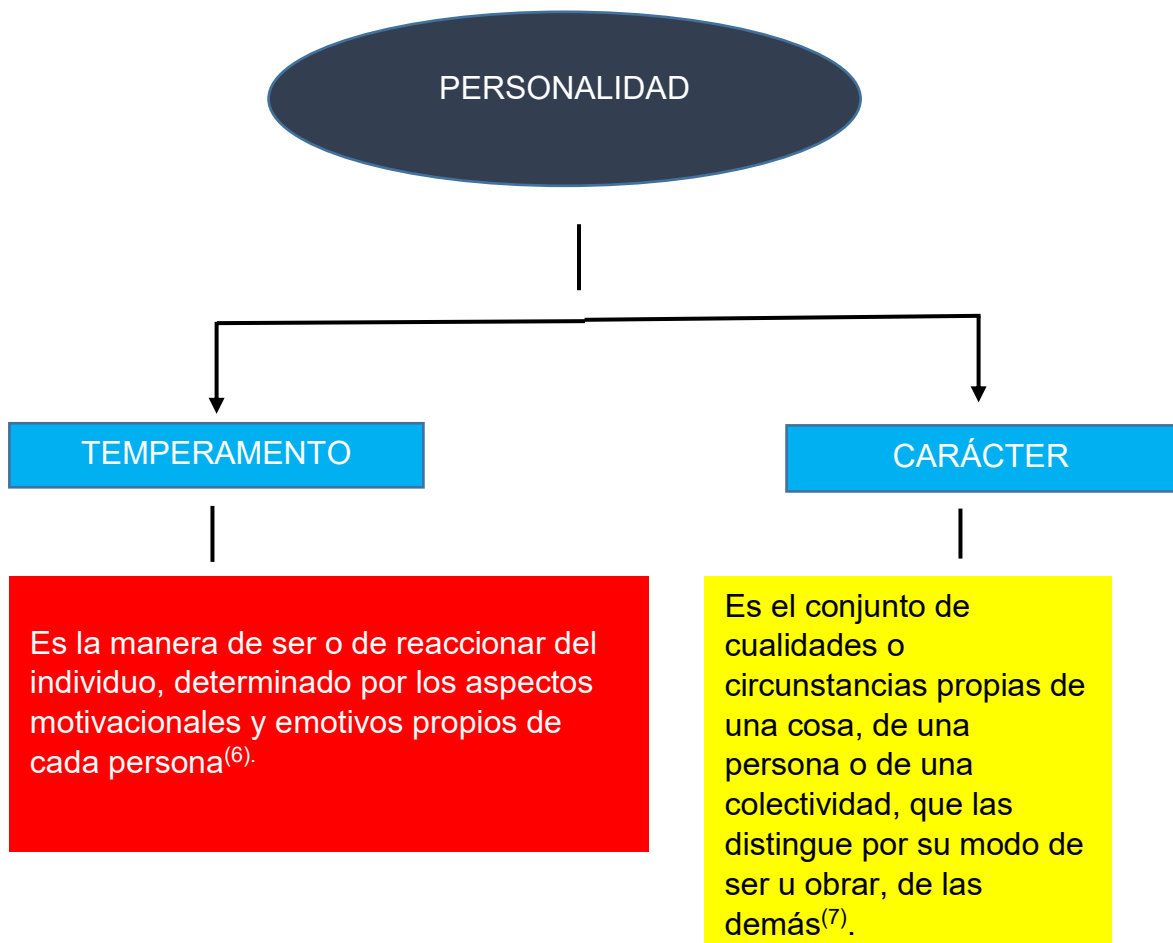 PERSONALIDAD
TEMPERAMENTO
CARÁCTER
Es la manera de ser o de reaccionar del
individuo, determinado por los aspectos
motivacionales y emotivos propios de
cada persona(6).
Es el conjunto de
cualidades o
circunstancias propias de
una cosa, de una
persona o de una
colectividad, que las
distingue por su modo de
ser u obrar, de las
demás(7).